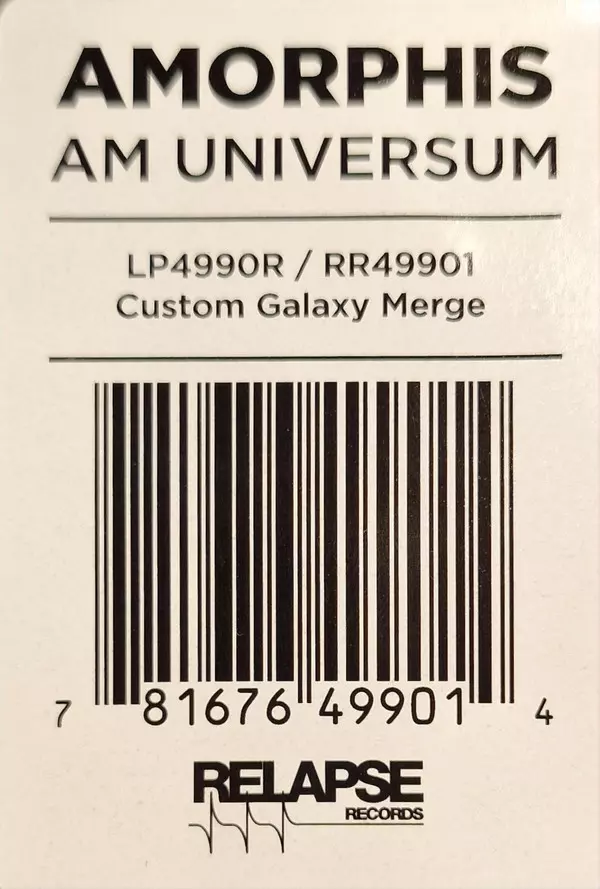 AMORPHIS
AM UNIVERSUM
LP4990R / RR49901
Custom Galaxy Merge
7 81676 49901 4
RELAPSE
RECORDS